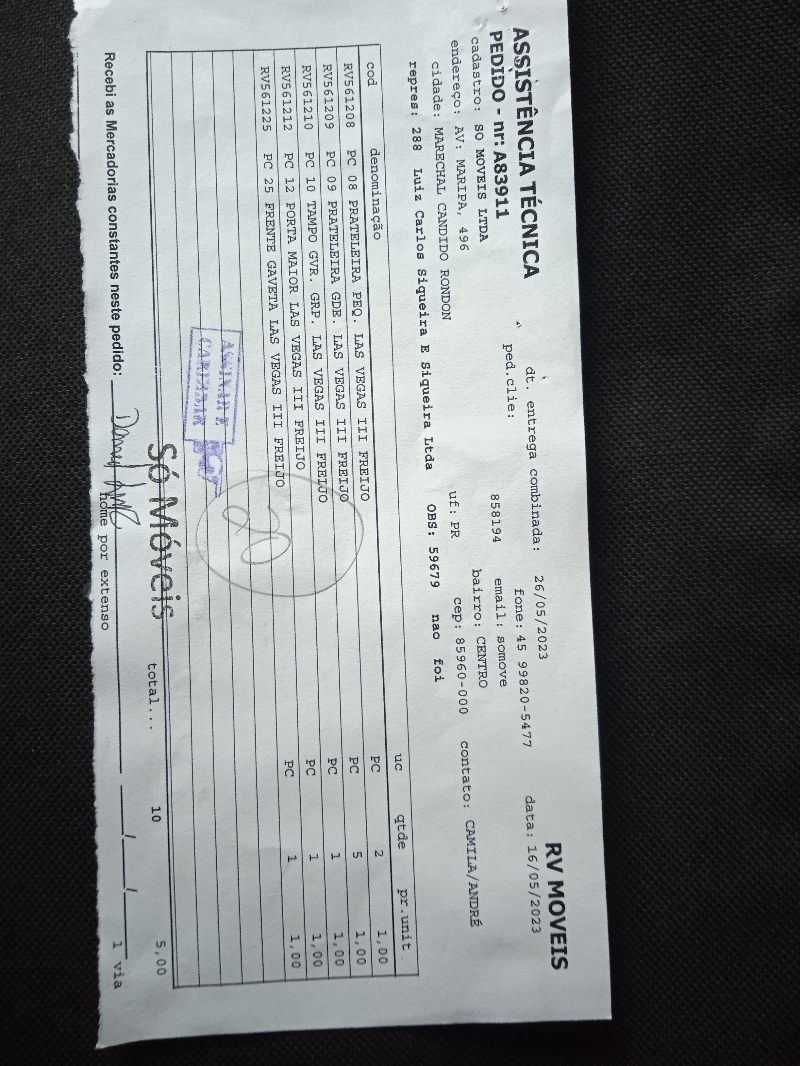 ASSISTÊNCIA TÉCNICA RV MOVEIS
PEDIDO - nr: A83911 dt. entrega combinada: 26/05/2023 data: 16/05/2023
ped.clie: fone: 45 99820-5477
cadastro: SO MOVEIS LTDA 858194 email: somove
endereço: AV: MARIPA, 496 bairro: CENTRO
cidade: MARECHAL CANDIDO RONDON uf: PR cep: 85960-000 contato: CAMILA/ANDRÉ
repres: 288 Luiz Carlos Siqueira E Siqueira Ltda OBS: 59679 nao foi
cod denominação uc qtde pr.unit
RV561208 PC 08 PRATELEIRA PEQ. LAS VEGAS III FREIJO PC 2 1,00
RV561209 PC 09 PRATELEIRA GDE. LAS VEGAS III FREIJO PC 5 1,00
RV561210 PC 10 TAMPO GVR. GRP. LAS VEGAS III FREIJO PC 1 1,00
RV561212 PC 12 PORTA MAIOR LAS VEGAS III FREIJO PC 1 1,00
RV561225 PC 25 FRENTE GAVETA LAS VEGAS III FREIJO PC 1 1,00
20
ASSINAR E
CARIMBAR
Só Móveis
total... 10 5,00
Recebi as Mercadorias constantes neste pedido: / / 1 via
nome por extenso